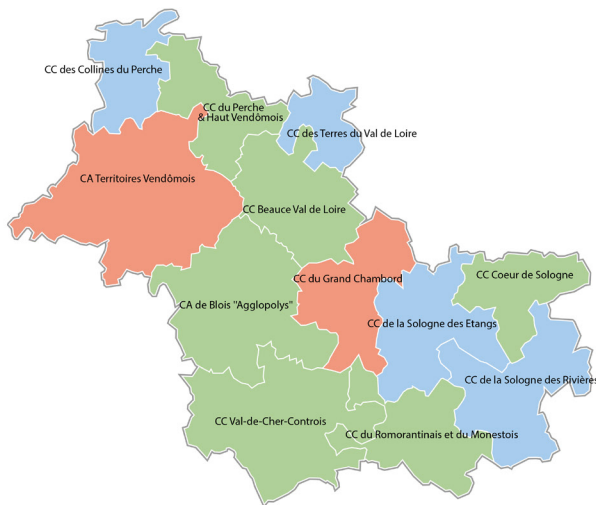 CC des Collines du Perche
CC du Perche
& Haut Vendômois
CC des Terres du Val de Loire
CA Territoires Vendômois
CC Beauce Val de Loire
CC Coeur de Sologne
CC du Grand Chambord
CA de Blois "Agglopolys"
CC de la Sologne des Etangs
CC de la Sologne des Rivières
CC Val-de-Cher-Controis
CC du Romorantinais et du Monestois